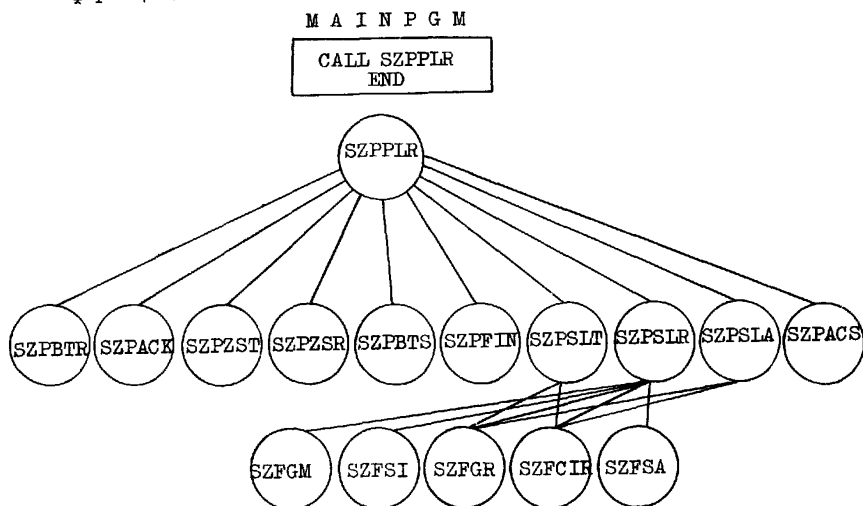 M A I N P G M
CALL SZPPLR
END
SZPPLR
SZPBTR SZPACK SZPZST SZPZSR SZPBTS SZPFIN SZPSLT SZPSLR SZPSLA SZPACS
SZFGM SZFSI SZFGR SZFCIR SZFSA